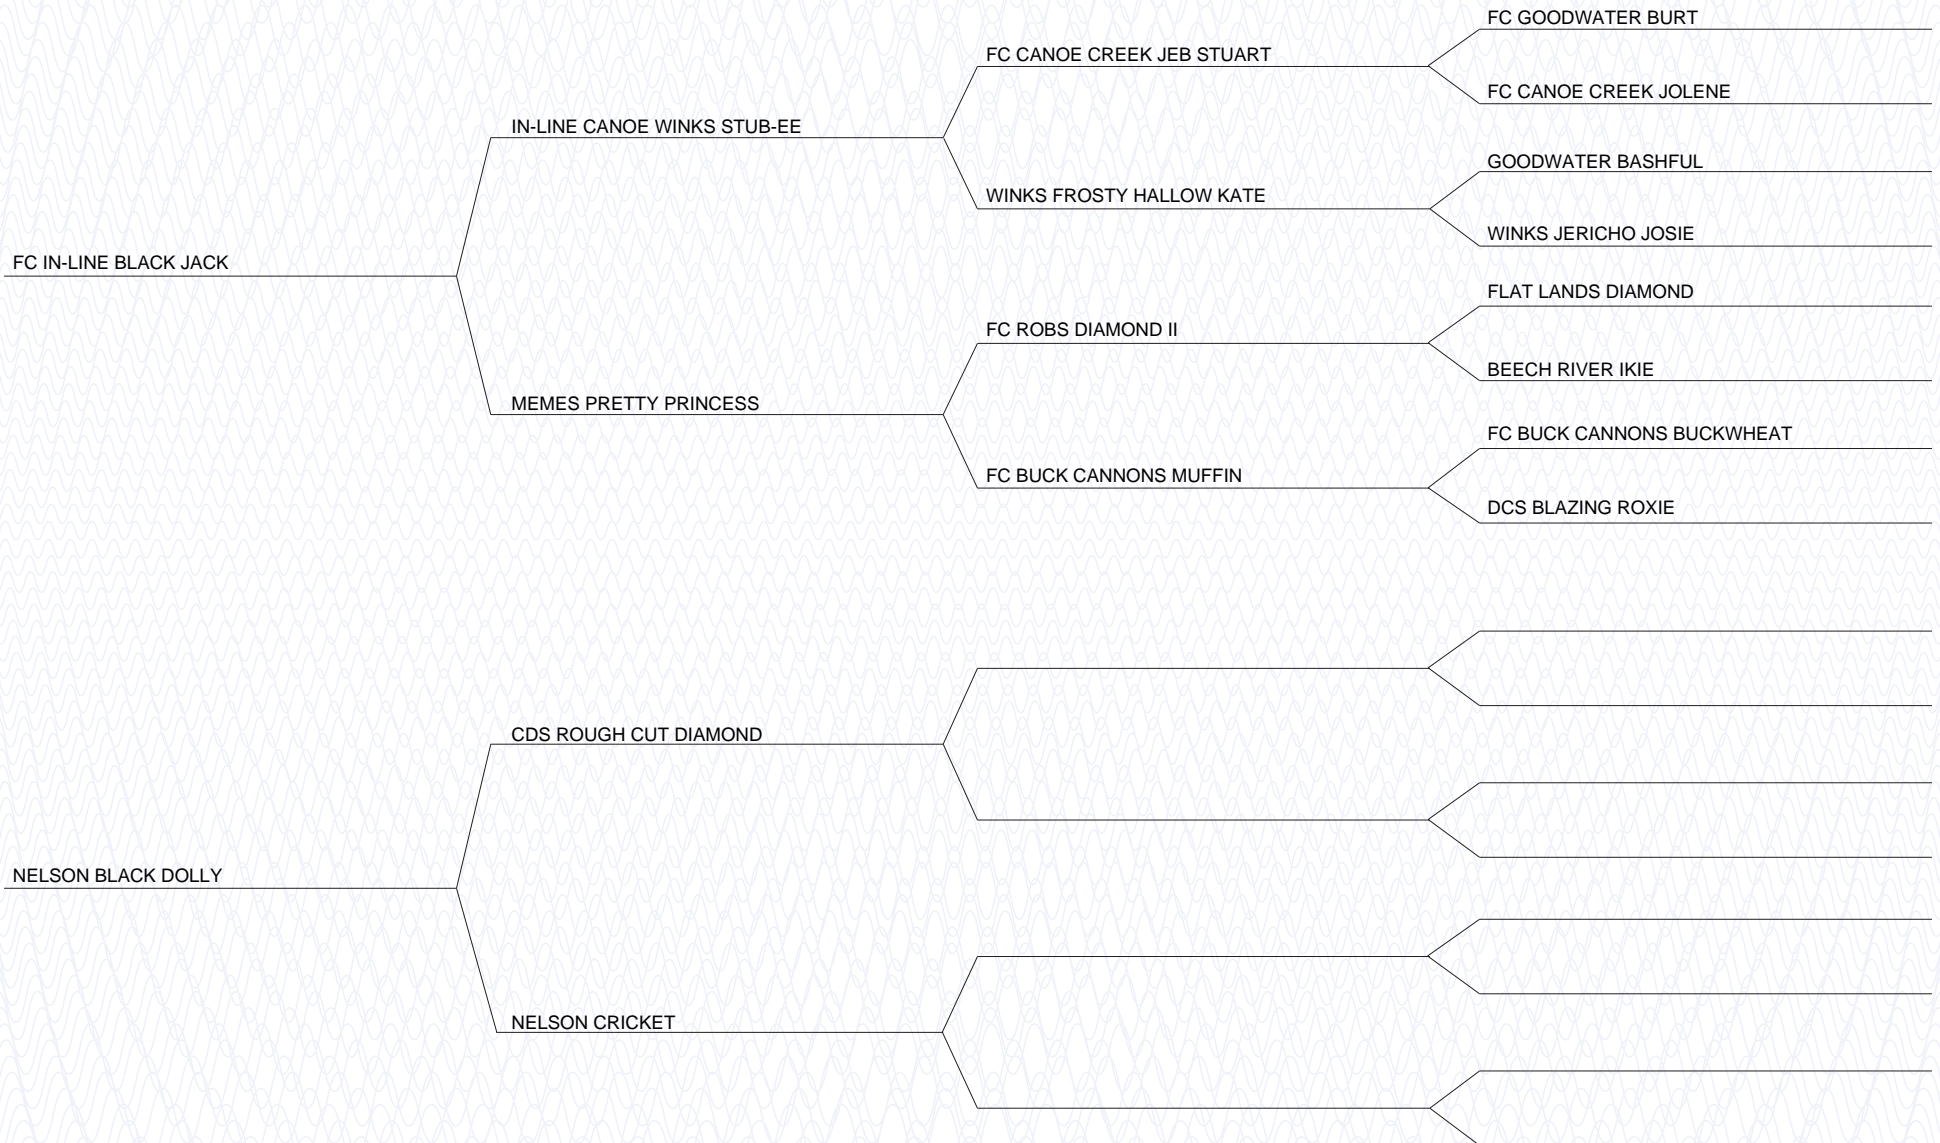 FC GOODWATER BURT
FC CANOE CREEK JEB STUART
FC CANOE CREEK JOLENE
IN-LINE CANOE WINKS STUB-EE
GOODWATER BASHFUL
WINKS FROSTY HALLOW KATE
WINKS JERICHO JOSIE
FC IN-LINE BLACK JACK
FLAT LANDS DIAMOND
FC ROBS DIAMOND II
BEECH RIVER IKIE
MEMES PRETTY PRINCESS
FC BUCK CANNONS BUCKWHEAT
FC BUCK CANNONS MUFFIN
DCS BLAZING ROXIE
CDS ROUGH CUT DIAMOND
NELSON BLACK DOLLY
NELSON CRICKET